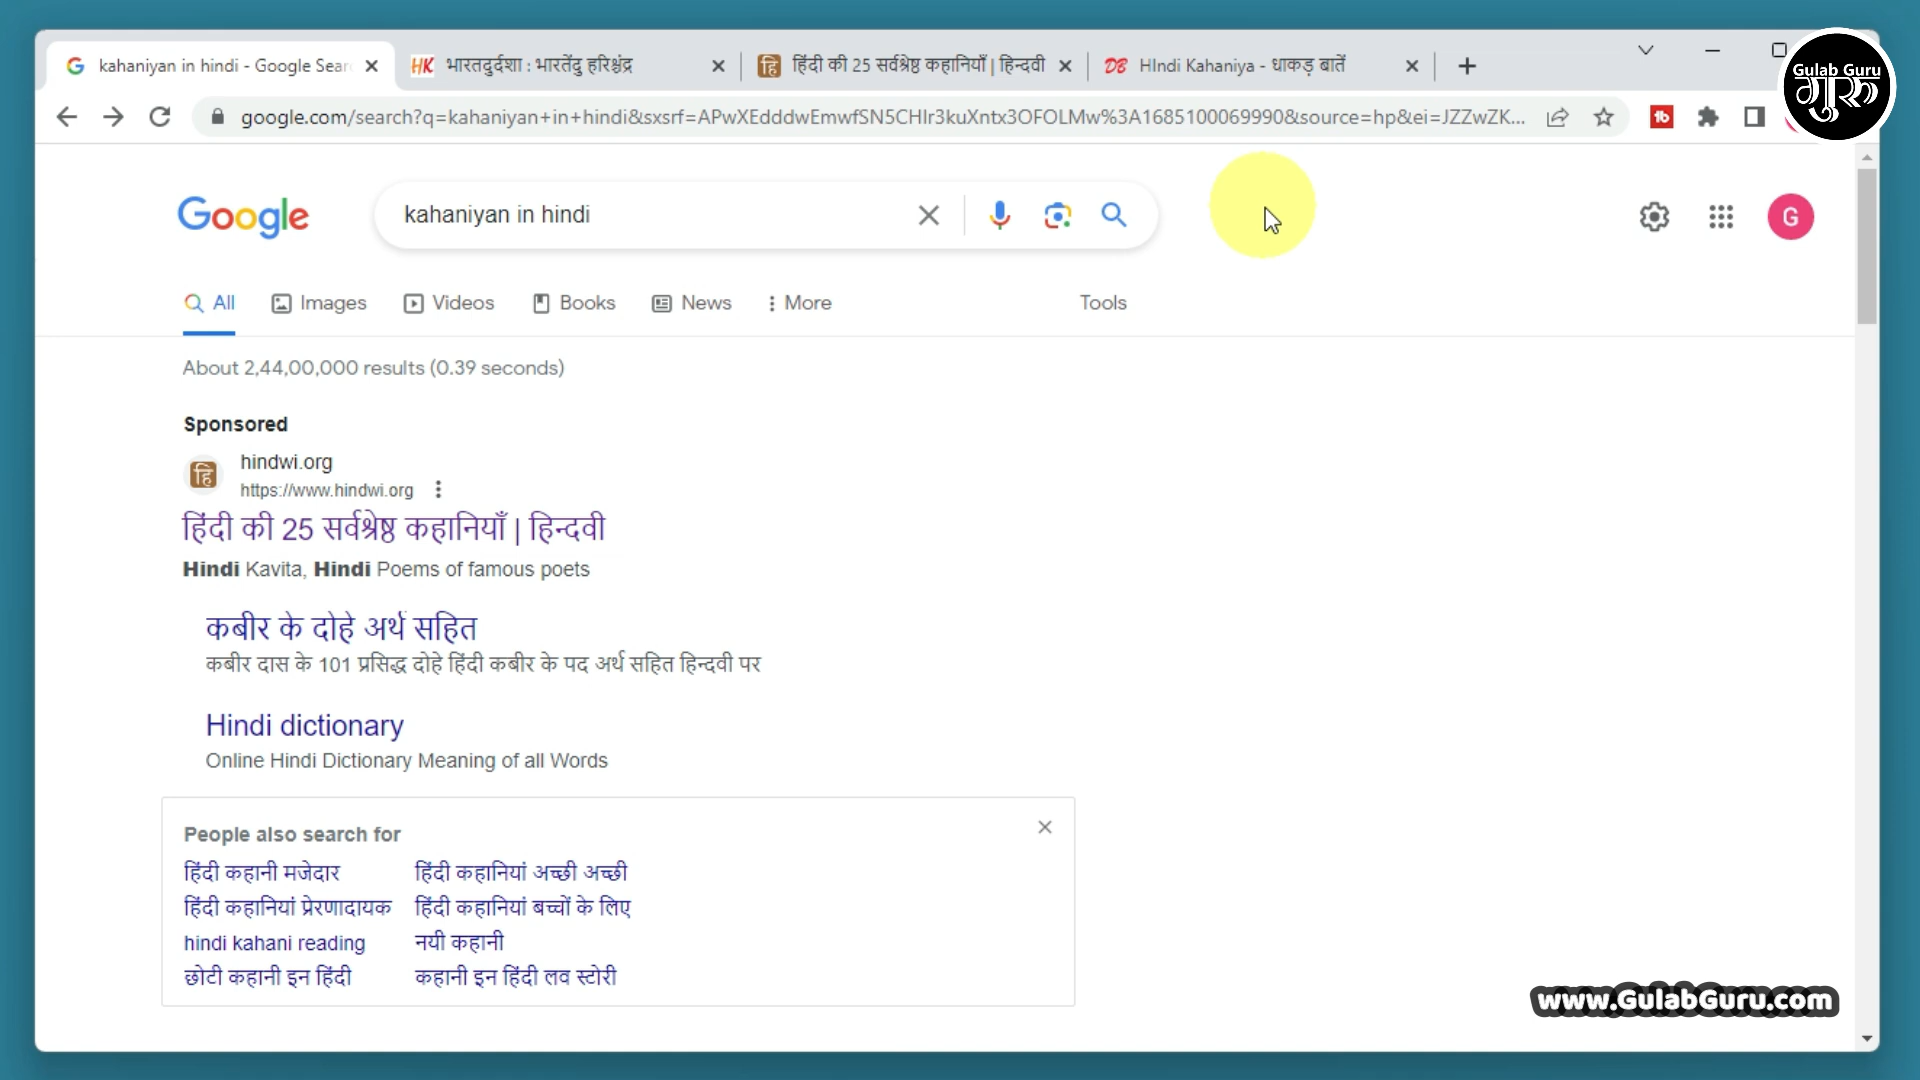 kahaniyan in hindi - Google Sear
HK भारतदुर्दशा : भारतेंदु हरिश्चंद्र
हि हिंदी की 25 सर्वश्रेष्ठ कहानियाँ | हिन्दवी
DB HIndi Kahaniya - धाकड़ बातें
Gulab Guru
गुरू
google.com/search?q=kahaniyan+in+hindi&sxsrf=APwXEdddwEmwfSN5CHIr3kuXntx3OFOLMw%3A1685100069990&source=hp&ei=JZZwZK...
Google
kahaniyan in hindi
G
All Images Videos Books News More Tools
About 2,44,00,000 results (0.39 seconds)
Sponsored
हि
hindwi.org
https://www.hindwi.org
हिंदी की 25 सर्वश्रेष्ठ कहानियाँ | हिन्दवी
Hindi Kavita, Hindi Poems of famous poets
कबीर के दोहे अर्थ सहित
कबीर दास के 101 प्रसिद्ध दोहे हिंदी कबीर के पद अर्थ सहित हिन्दवी पर
Hindi dictionary
Online Hindi Dictionary Meaning of all Words
People also search for
हिंदी कहानी मजेदार हिंदी कहानियां अच्छी अच्छी
हिंदी कहानियां प्रेरणादायक हिंदी कहानियां बच्चों के लिए
hindi kahani reading नयी कहानी
छोटी कहानी इन हिंदी कहानी इन हिंदी लव स्टोरी
www.GulabGuru.com